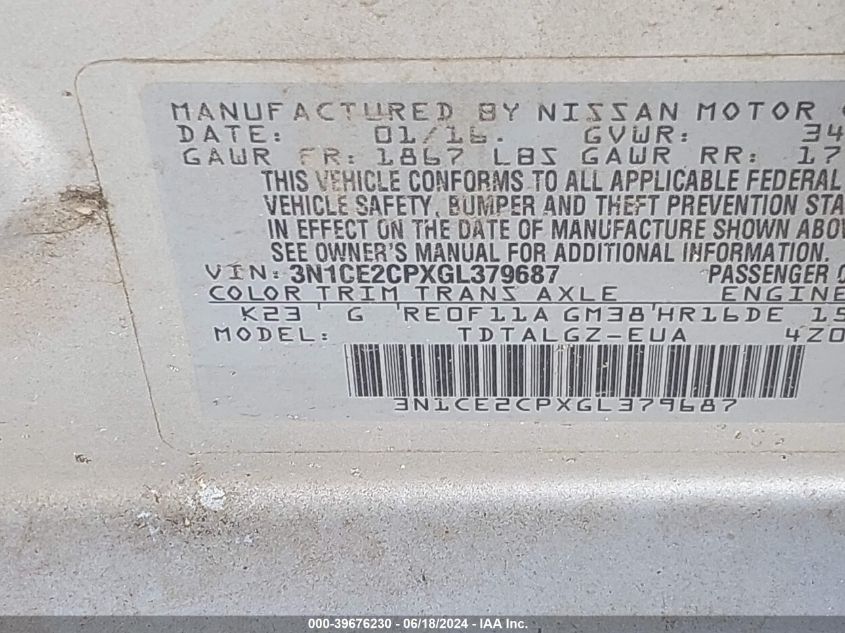 MANUFACTURED BY NISSAN MOTOR
DATE: 01/16. GVWR: 34
GAWR FR: 1867 LBS GAWR RR: 17
THIS VEHICLE CONFORMS TO ALL APPLICABLE FEDERAL
VEHICLE SAFETY, BUMPER AND THEFT PREVENTION STA
IN EFFECT ON THE DATE OF MANUFACTURE SHOWN ABOV
SEE OWNER'S MANUAL FOR ADDITIONAL INFORMATION.
VIN: 3N1CE2CPXGL379687 PASSENGER C
COLOR TRIM TRANS AXLE ENGINE
K23 G RE0F11A GM38 HR16DE 15
MODEL: TDTALGZ-EUA 4Z0
3N1CE2CPXGL379687
000-39676230 - 06/18/2024 - IAA Inc.